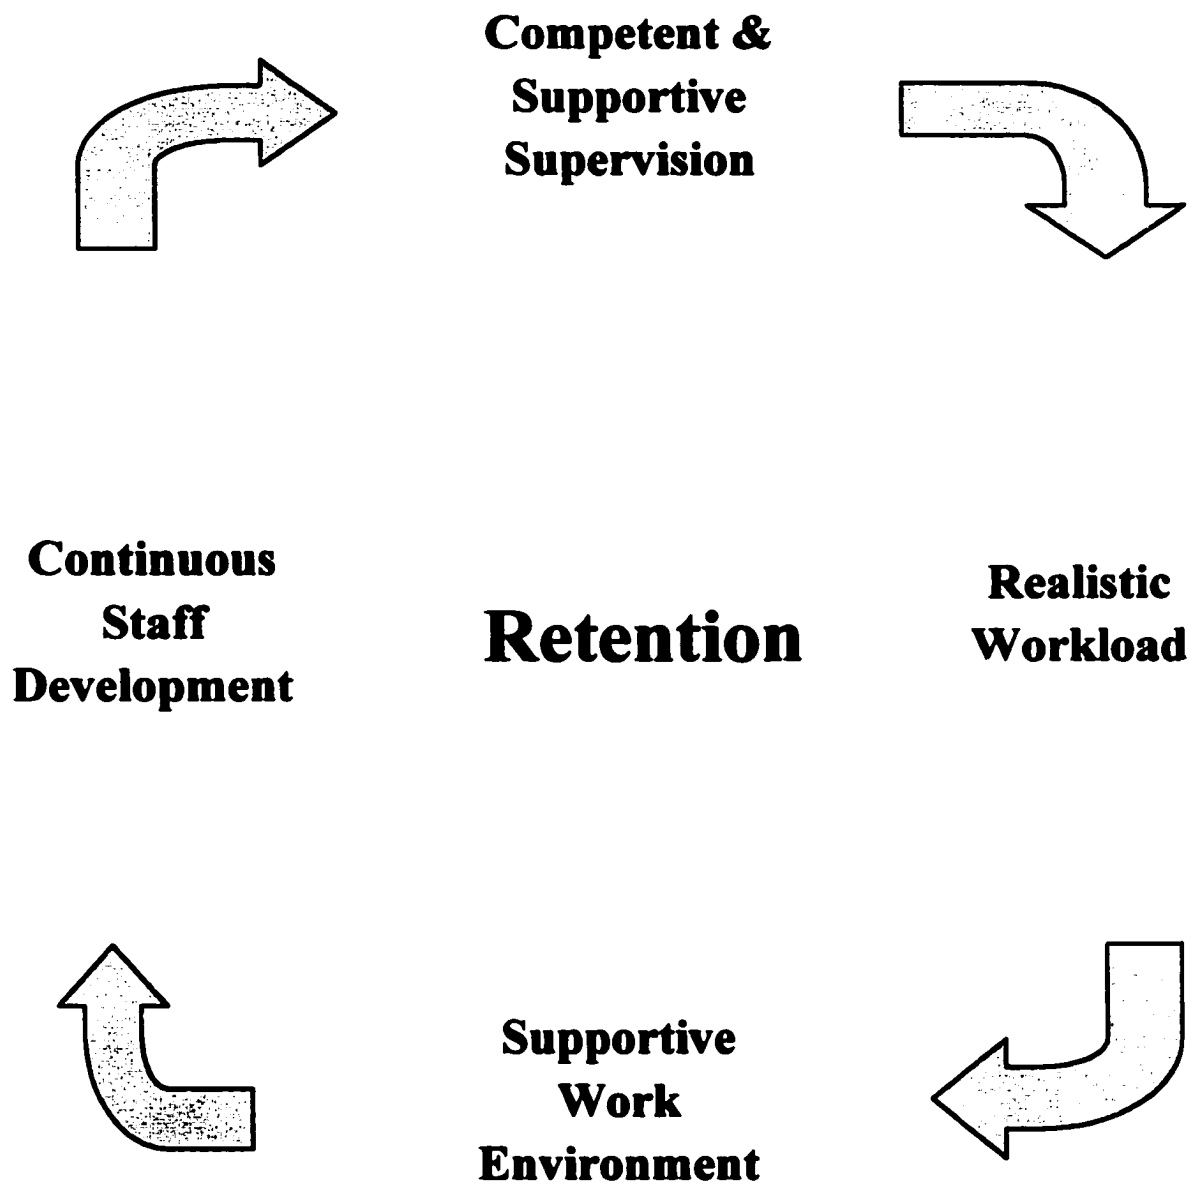 Competent &
Supportive
Supervision
Continuous
Staff
Development
Retention
Realistic
Workload
Supportive
Work
Environment